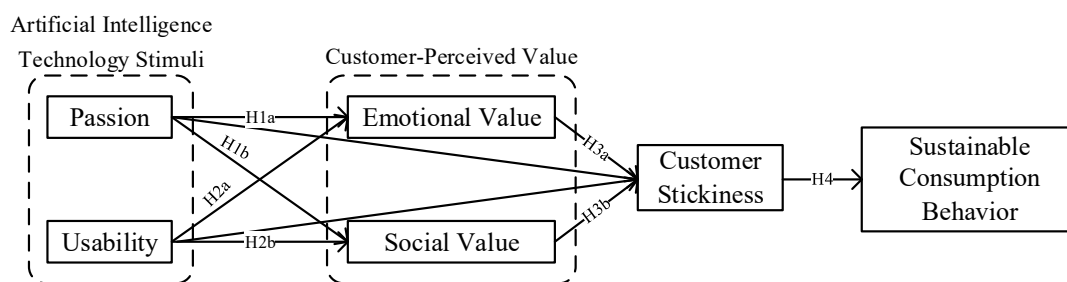 Artificial Intelligence
Technology Stimuli
Customer-Perceived Value
Passion
H1a
Emotional Value
H1b
H3a
H2a
Customer
Stickiness
H4
Sustainable
Consumption
Behavior
H3b
Usability
H2b
Social Value